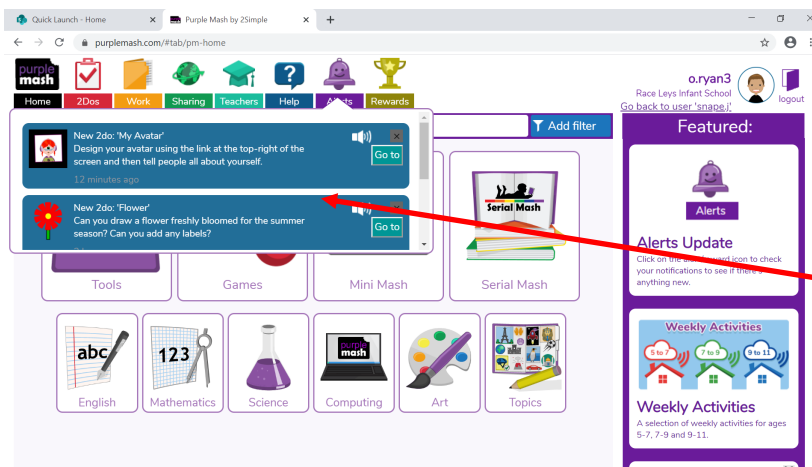 Quick Launch - Home
Purple Mash by 2Simple
purplemash.com/#tab/pm-home
purple
mash
Home
2Dos
Work
Sharing
Teachers
Help
Rewards
o.ryan3
Race Leys Infant School
Go back to user 'snape.j'
logout
New 2do: 'My Avatar'
Design your avatar using the link at the top-right of the
screen and then tell people all about yourself.
12 minutes ago
Go to
New 2do: 'Flower'
Can you draw a flower freshly bloomed for the summer
season? Can you add any labels?
Go to
Add filter
Serial Mash
Tools
Games
Mini Mash
Serial Mash
abc
123
purple
mash
English
Mathematics
Science
Computing
Art
Topics
Featured:
Alerts
Alerts Update
Click on the
icon to check
your notifications to see if there's
anything new.
Weekly Activities
5 to 7
7 to 9
9 to 11
Weekly Activities
A selection of weekly activities for ages
5-7, 7-9 and 9-11.